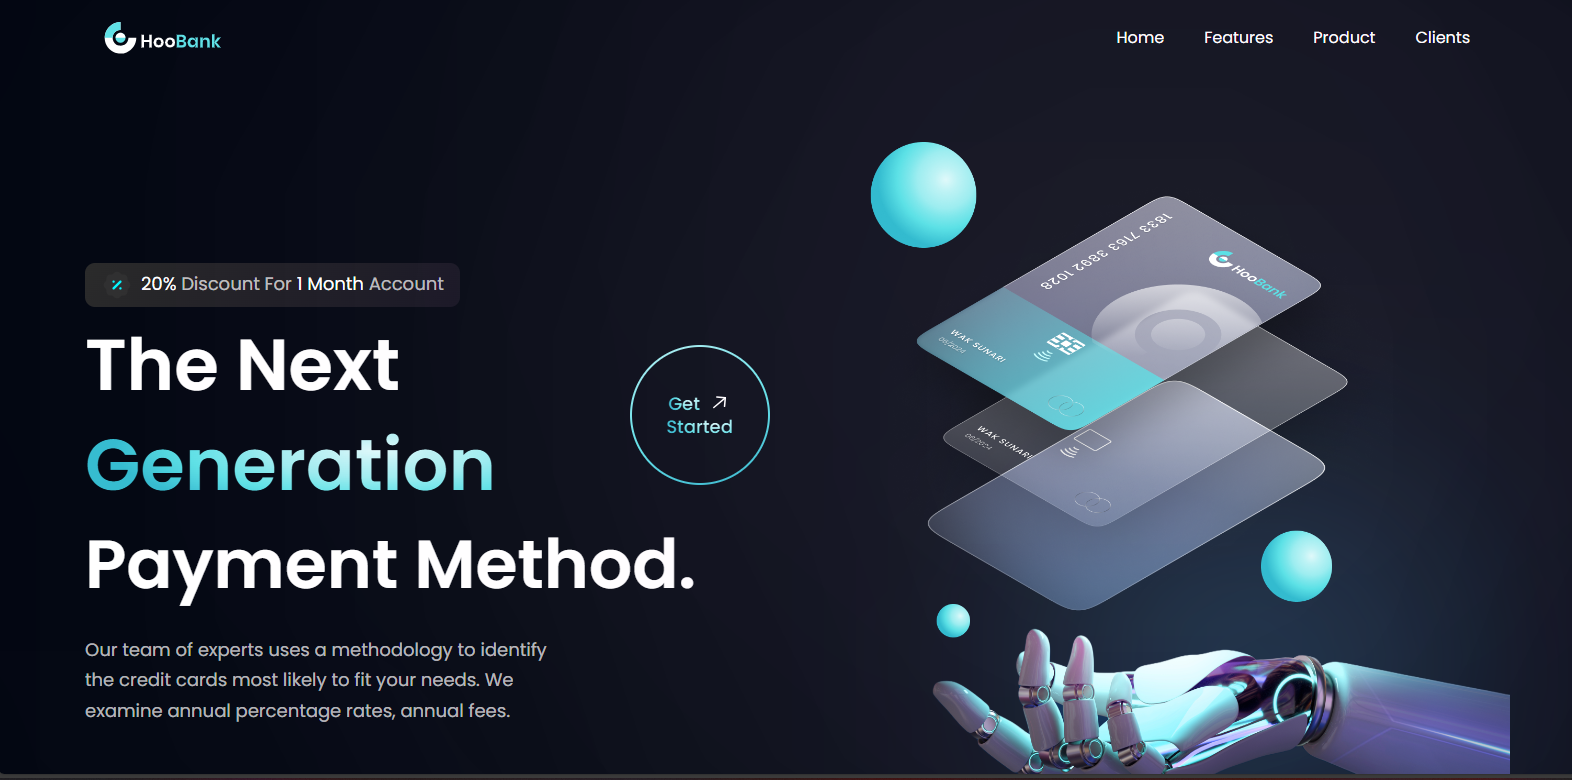 HooBank
Home Features Product Clients
20% Discount For 1 Month Account
The Next
Generation
Payment Method.
Get
Started
Our team of experts uses a methodology to identify
the credit cards most likely to fit your needs. We
examine annual percentage rates, annual fees.
1833 7163 3892 1028
HooBank
WAK SUNARI
09/2024
WAK SUNARI
09/2024